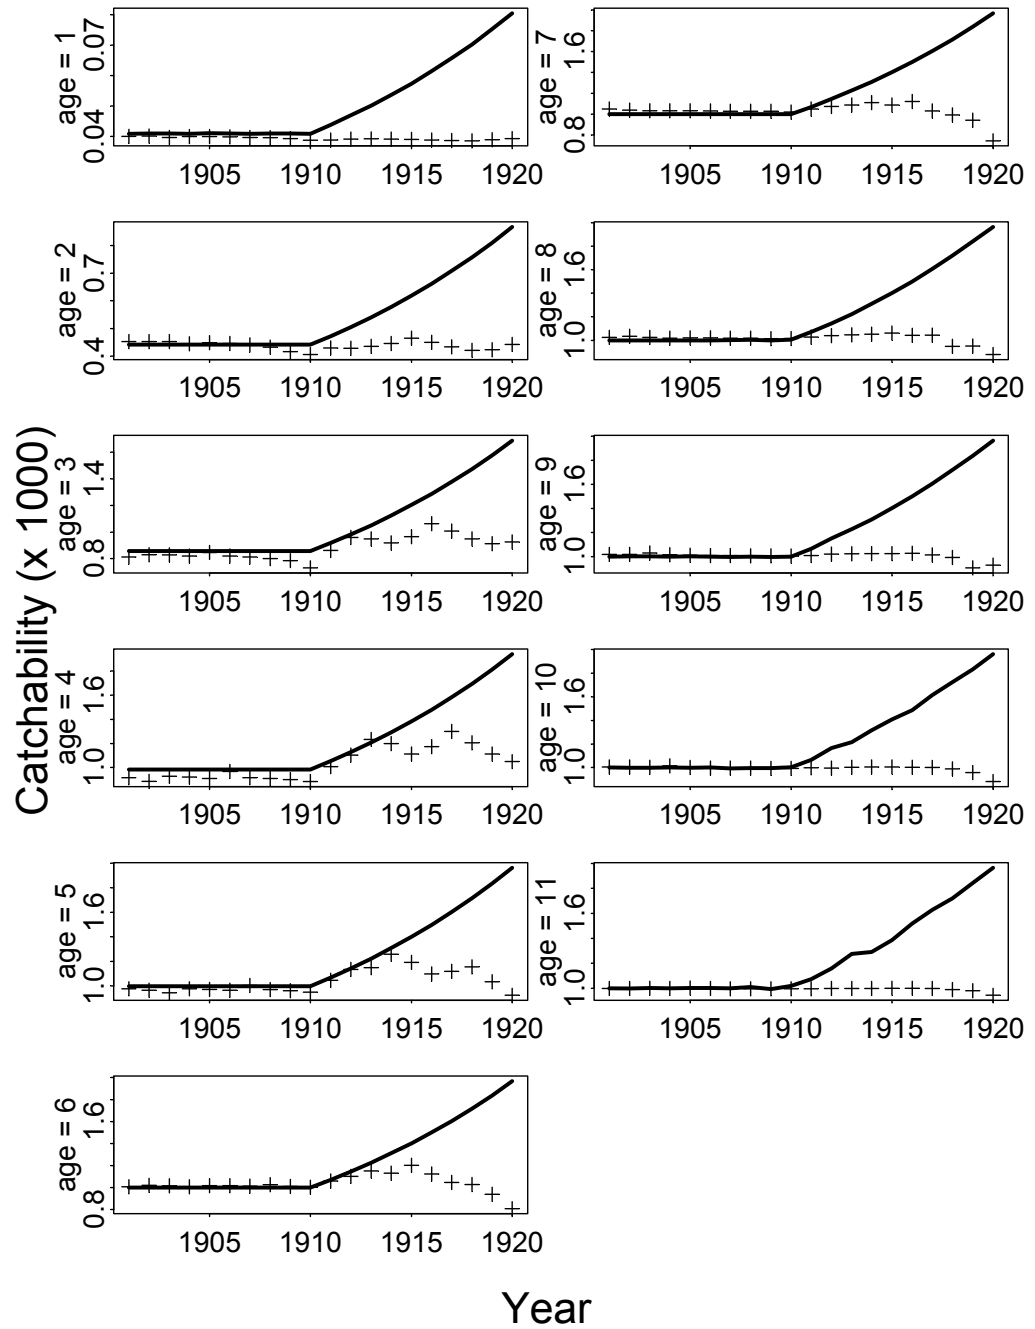 Catchability (x 1000)
age = 1
0.04 0.07
1905 1910 1915 1920
age = 7
0.8 1.6
1905 1910 1915 1920
age = 2
0.4 0.7
1905 1910 1915 1920
age = 8
1.0 1.6
1905 1910 1915 1920
age = 3
0.8 1.4
1905 1910 1915 1920
age = 9
1.0 1.6
1905 1910 1915 1920
age = 4
1.0 1.6
1905 1910 1915 1920
age = 10
1.0 1.6
1905 1910 1915 1920
age = 5
1.0 1.6
1905 1910 1915 1920
age = 11
1.0 1.6
1905 1910 1915 1920
age = 6
0.8 1.6
1905 1910 1915 1920
Year